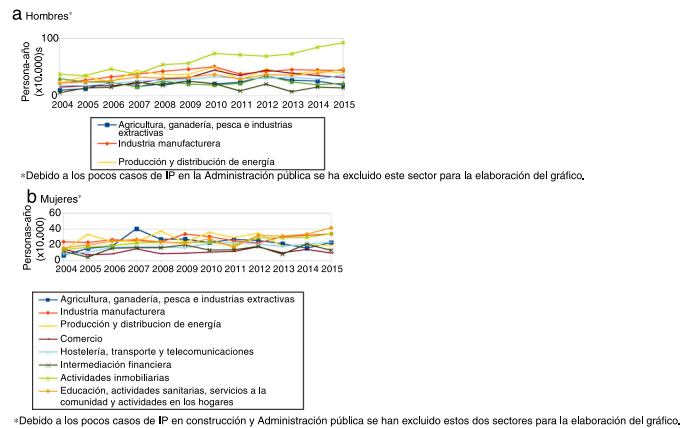 a Hombres*
100
0
Persona-año
(x10.000)s
2004 2005 2006 2007 2008 2009 2010 2011 2012 2013 2014 2015
Agricultura, ganadería, pesca e industrias
extractivas
Industria manufacturera
Producción y distribución de energía
*Debido a los pocos casos de IP en la Administración pública se ha excluido este sector para la elaboración del gráfico.
b Mujeres*
60
40
20
0
Personas-año
(x10.000)
2004 2005 2006 2007 2008 2009 2010 2011 2012 2013 2014 2015
Agricultura, ganadería, pesca e industrias extractivas
Industria manufacturera
Producción y distribucion de energía
Comercio
Hostelería, transporte y telecomunicaciones
Intermediación financiera
Actividades inmobiliarias
Educación, actividades sanitarias, servicios a la
comunidad y actividades en los hogares
*Debido a los pocos casos de IP en construcción y Administración pública se han excluido estos dos sectores para la elaboración del gráfico.